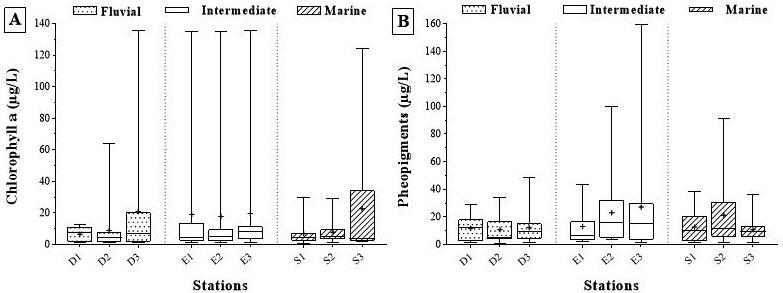 A Fluvial Intermediate Marine
140
120
100
80
60
40
20
0
Chlorophyll a (µg/L)
D1 D2 D3 E1 E2 E3 S1 S2 S3
Stations
B Fluvial Intermediate Marine
160
140
120
100
80
60
40
20
0
Pheopigments (µg/L)
D1 D2 D3 E1 E2 E3 S1 S2 S3
Stations